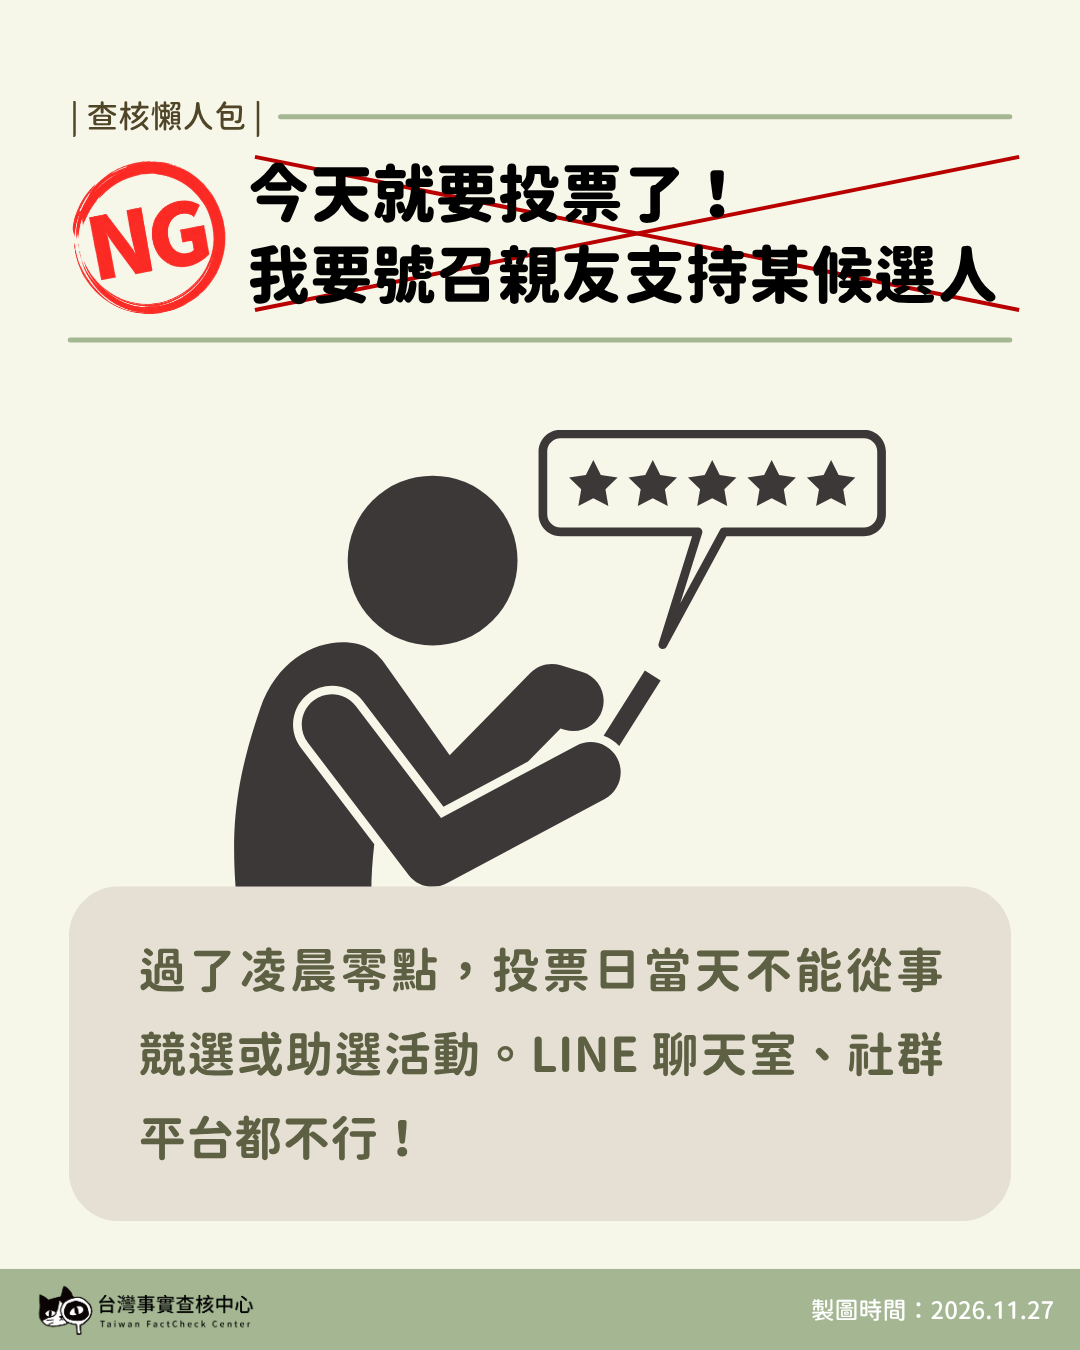 | 查核懶人包 |
NG
今天就要投票了！
我要號召親友支持某候選人
過了凌晨零點，投票日當天不能從事
競選或助選活動。LINE 聊天室、社群
平台都不行！
台灣事實查核中心
Taiwan FactCheck Center
製圖時間：2026.11.27